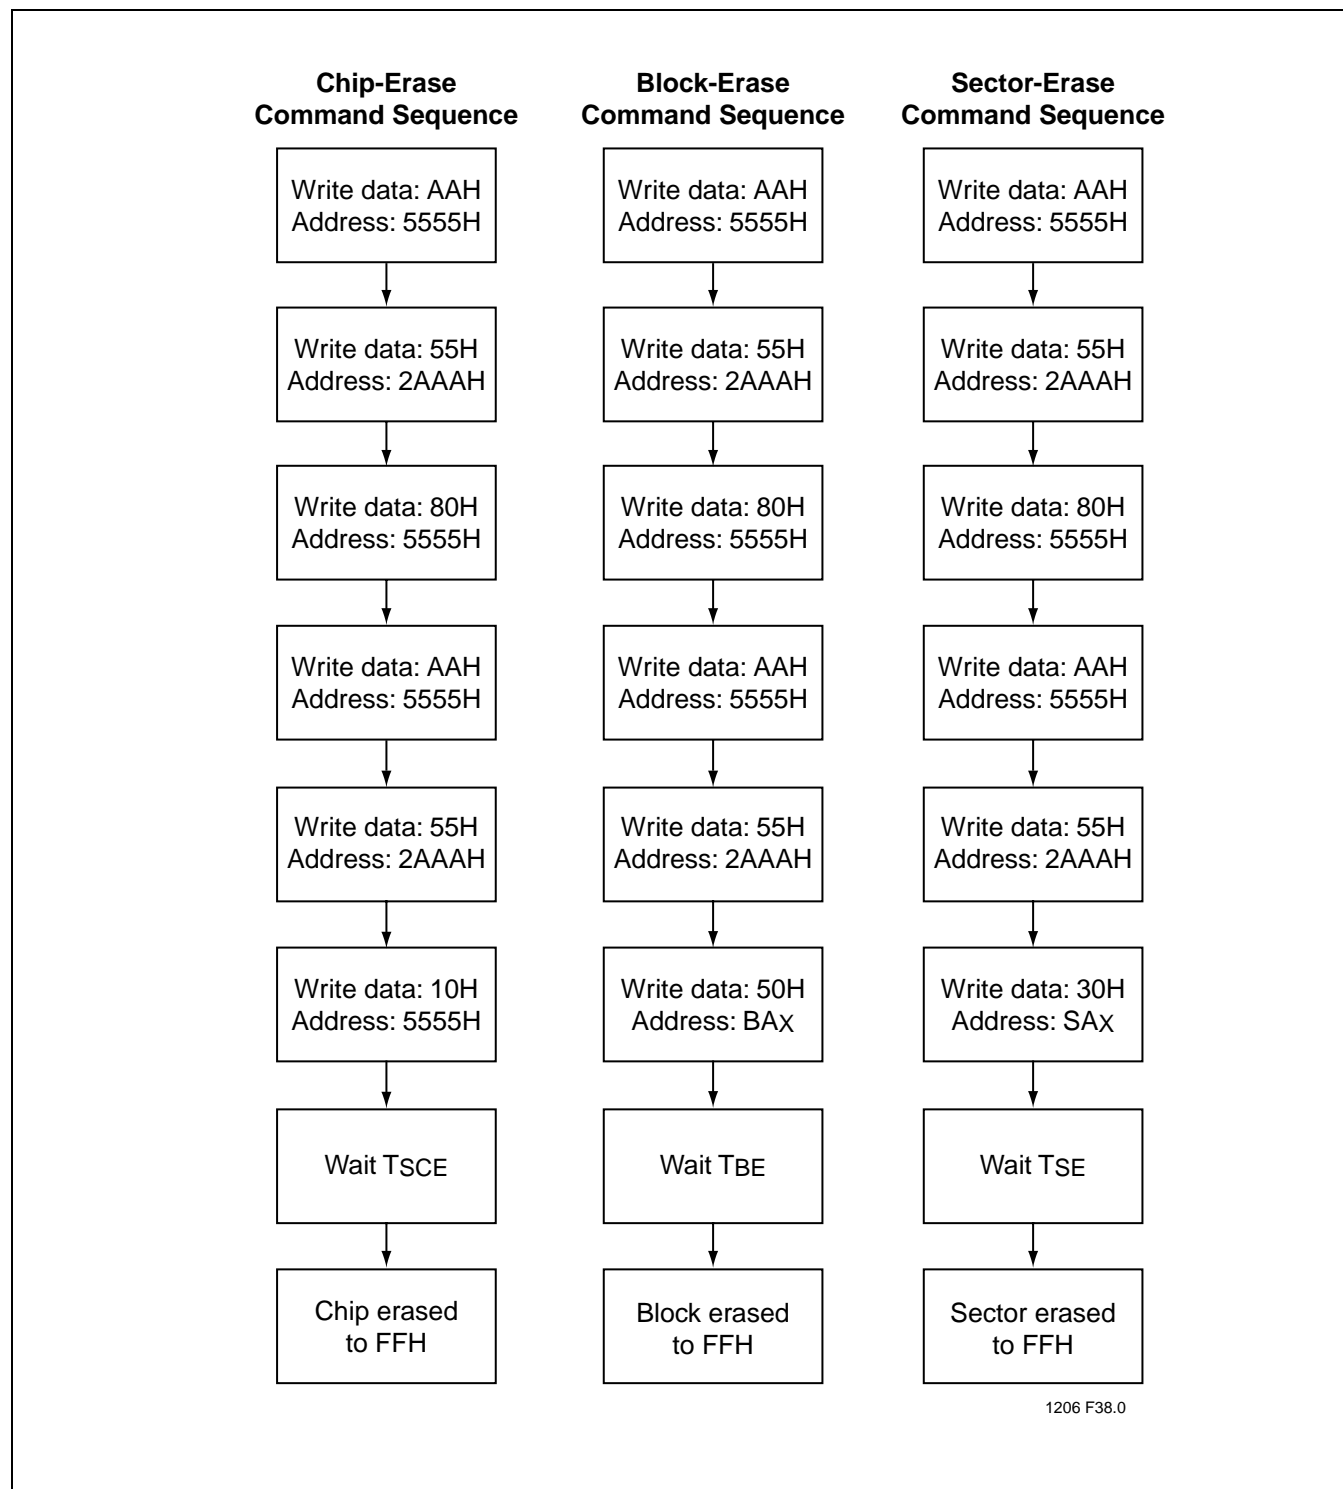 Chip-Erase
Command Sequence
Write data: AAH
Address: 5555H
Write data: 55H
Address: 2AAAH
Write data: 80H
Address: 5555H
Write data: AAH
Address: 5555H
Write data: 55H
Address: 2AAAH
Write data: 10H
Address: 5555H
Wait TSCE
Chip erased
to FFH
Block-Erase
Command Sequence
Write data: AAH
Address: 5555H
Write data: 55H
Address: 2AAAH
Write data: 80H
Address: 5555H
Write data: AAH
Address: 5555H
Write data: 55H
Address: 2AAAH
Write data: 50H
Address: BAX
Wait TBE
Block erased
to FFH
Sector-Erase
Command Sequence
Write data: AAH
Address: 5555H
Write data: 55H
Address: 2AAAH
Write data: 80H
Address: 5555H
Write data: AAH
Address: 5555H
Write data: 55H
Address: 2AAAH
Write data: 30H
Address: SAX
Wait TSE
Sector erased
to FFH
1206 F38.0